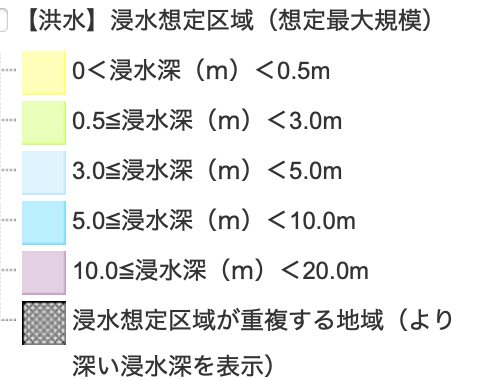 【洪水】浸水想定区域（想定最大規模）
0＜浸水深（m）＜0.5m
0.5≦浸水深（m）＜3.0m
3.0≦浸水深（m）＜5.0m
5.0≦浸水深（m）＜10.0m
10.0≦浸水深（m）＜20.0m
浸水想定区域が重複する地域（より
深い浸水深を表示）